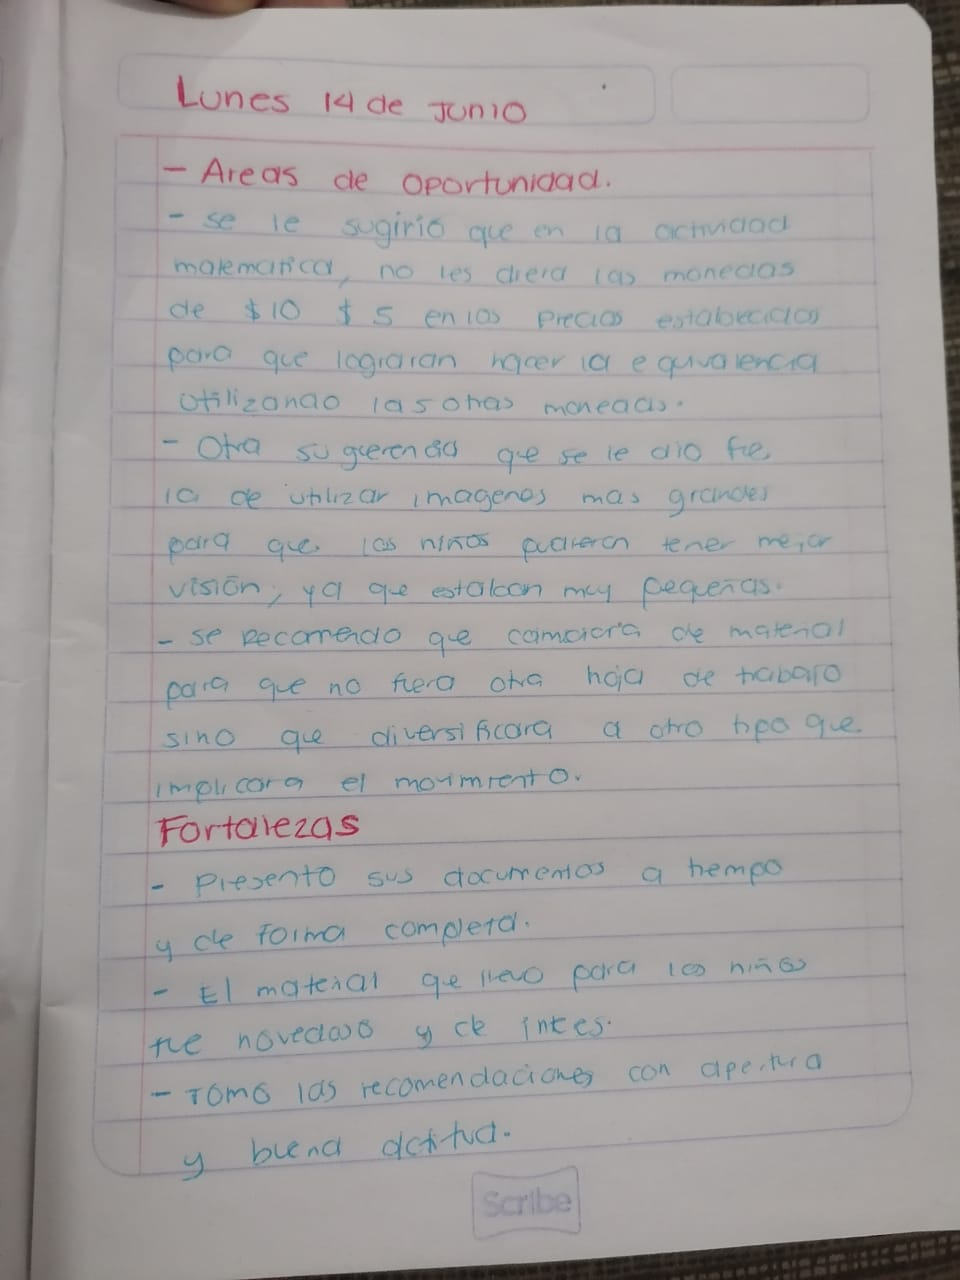 Lunes 14 de Junio
- Areas de oportunidad.
- se le sugirió que en la actividad
matematica, no les diera las monedas
de $10 $5 en los precios establecidos
para que lograran hacer la equivalencia
utilizando las otras monedas.
- Otra sugerencia que se le dio fue
la de utilizar imagenes mas grandes
para que los niños pudieran tener mejor
visión, ya que estaban muy pequeñas.
- se recomendo que cambiara de material
para que no fuera otra hoja de trabajo
sino que diversificara a otro tipo que
implicara el movimiento.
Fortalezas
- Presento sus documentos a tiempo
y de forma completa.
- El material que llevo para los niños
fue novedoso y de intes.
- Tomo las recomendaciones con apertura
y buena actitud.
Scribe